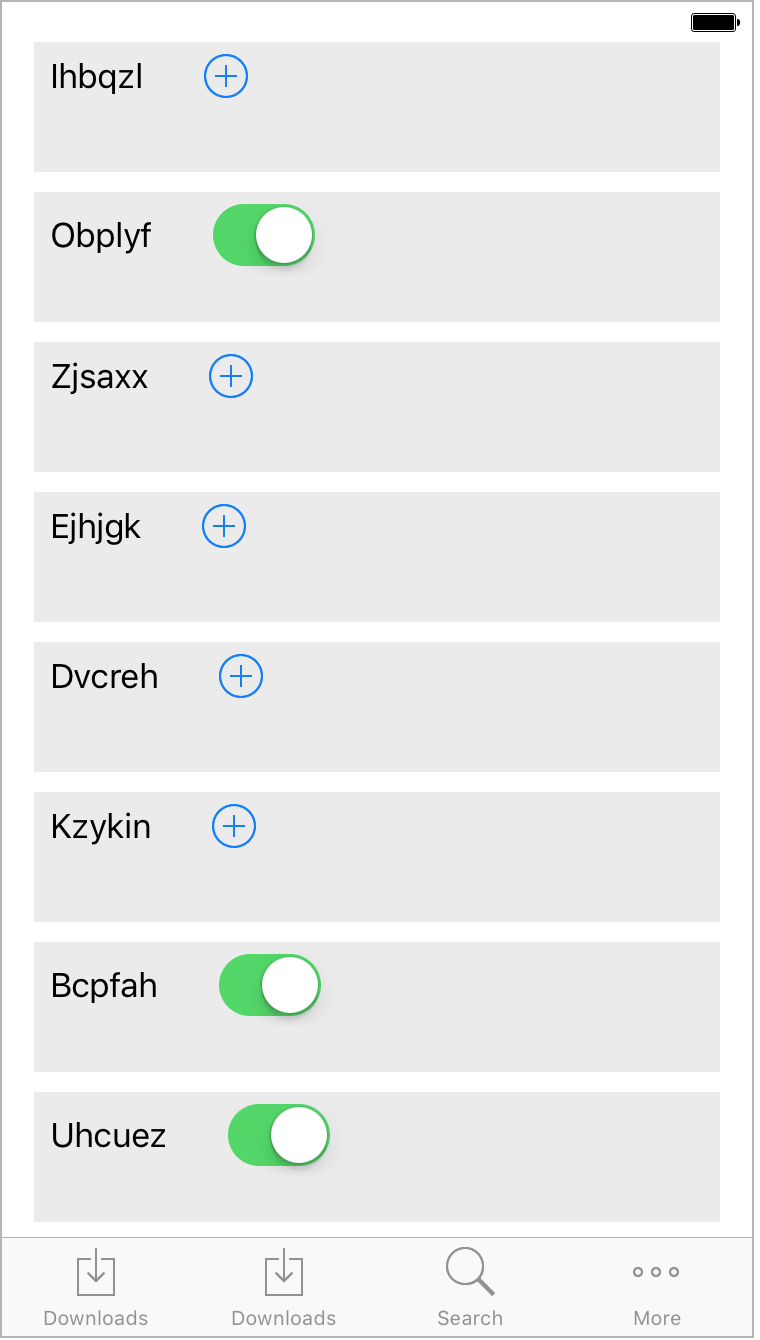 Ihbqzl
Obplyf
Zjsaxx
Ejhjgk
Dvcreh
Kzykin
Bcpfah
Uhcuez
Downloads Downloads Search More